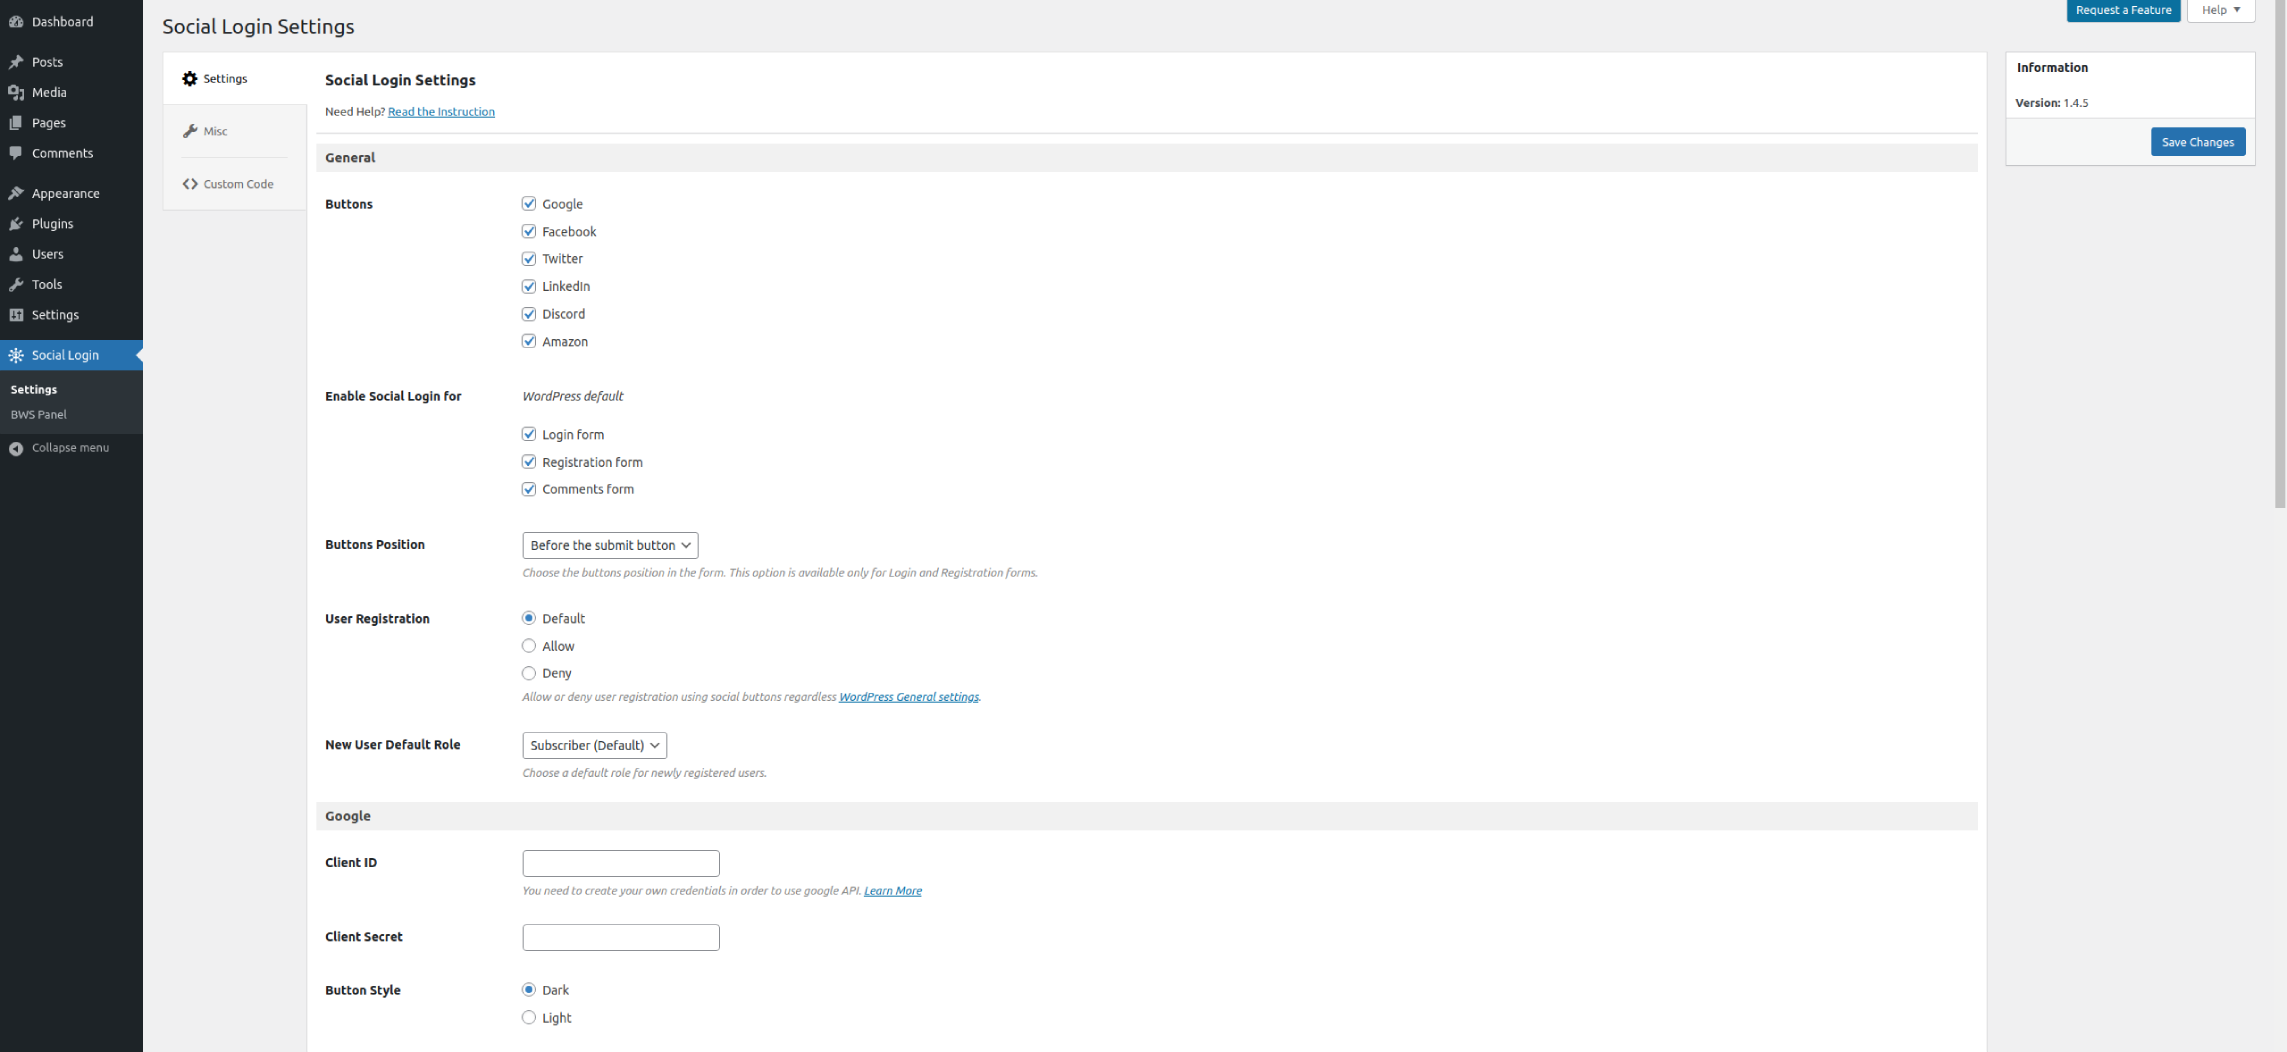 Dashboard
Posts
Media
Pages
Comments
Appearance
Plugins
Users
Tools
Settings
Social Login
Settings
BWS Panel
Collapse menu
Social Login Settings
Request a Feature
Help
Settings
Misc
Custom Code
Social Login Settings
Need Help? Read the Instruction
General
Buttons
Google
Facebook
Twitter
LinkedIn
Discord
Amazon
Enable Social Login for
WordPress default
Login form
Registration form
Comments form
Buttons Position
Before the submit button
Choose the buttons position in the form. This option is available only for Login and Registration forms.
User Registration
Default
Allow
Deny
Allow or deny user registration using social buttons regardless WordPress General settings.
New User Default Role
Subscriber (Default)
Choose a default role for newly registered users.
Google
Client ID
You need to create your own credentials in order to use google API. Learn More
Client Secret
Button Style
Dark
Light
Information
Version: 1.4.5
Save Changes